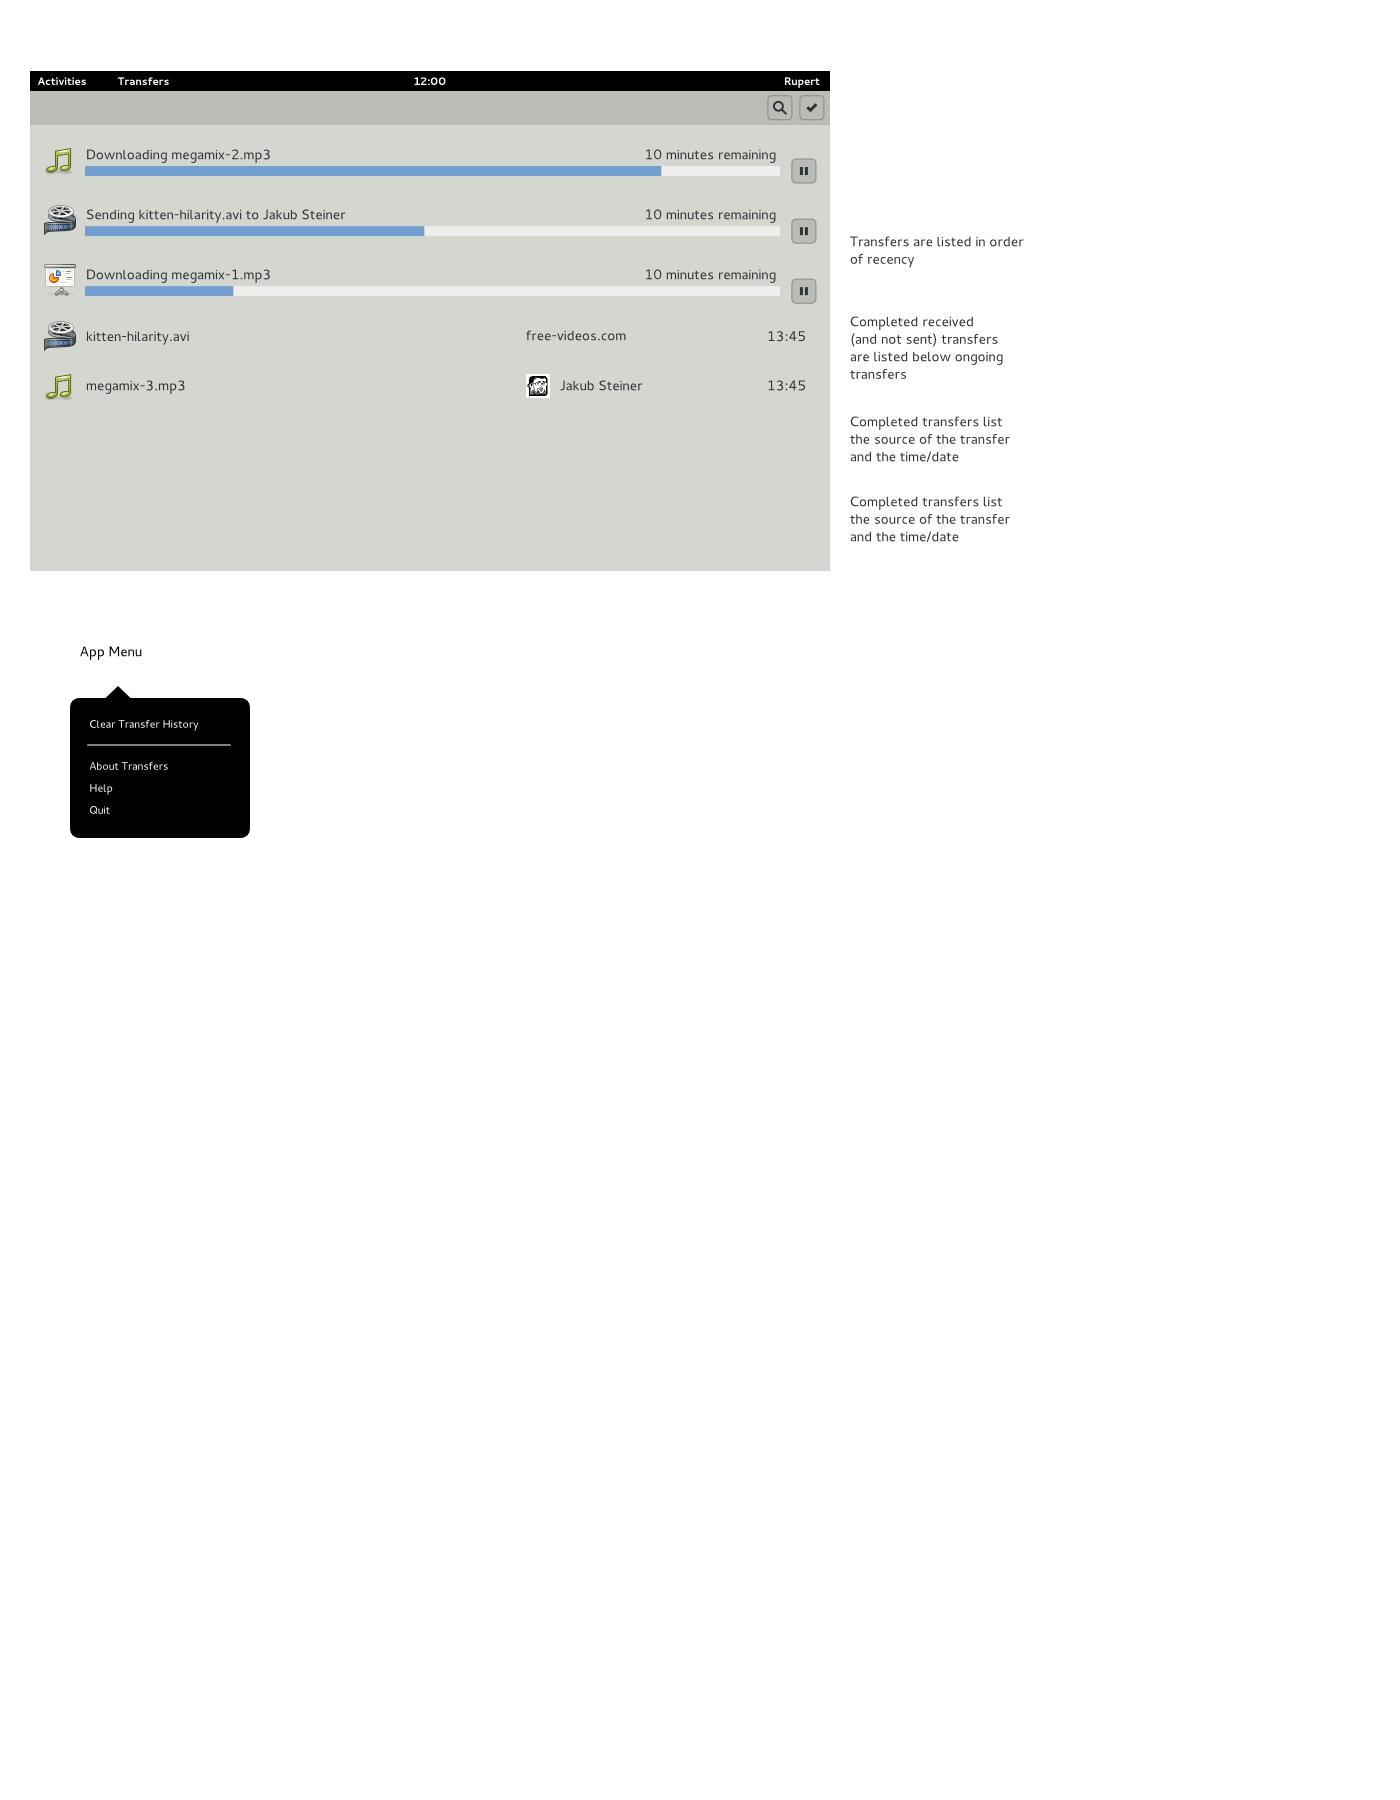 Activities Transfers 12:00 Rupert
Downloading megamix-2.mp3 10 minutes remaining
Sending kitten-hilarity.avi to Jakub Steiner 10 minutes remaining
Downloading megamix-1.mp3 10 minutes remaining
kitten-hilarity.avi free-videos.com 13:45
megamix-3.mp3 Jakub Steiner 13:45
Transfers are listed in order
of recency
Completed received
(and not sent) transfers
are listed below ongoing
transfers
Completed transfers list
the source of the transfer
and the time/date
Completed transfers list
the source of the transfer
and the time/date
App Menu
Clear Transfer History
About Transfers
Help
Quit